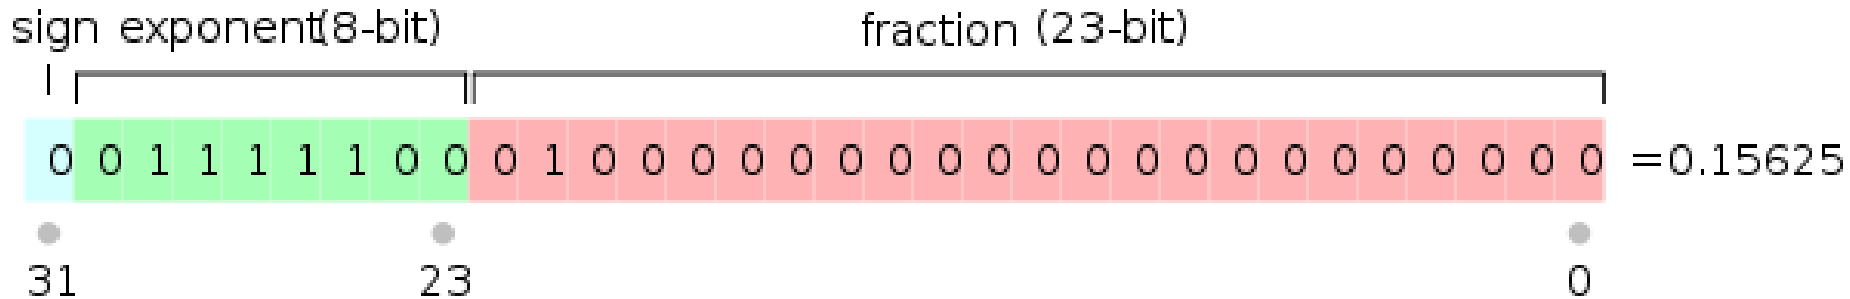 sign exponent(8-bit) fraction (23-bit)
0 0 1 1 1 1 1 0 0 0 1 0 0 0 0 0 0 0 0 0 0 0 0 0 0 0 0 0 0 0 0 0 =0.15625
31 23 0